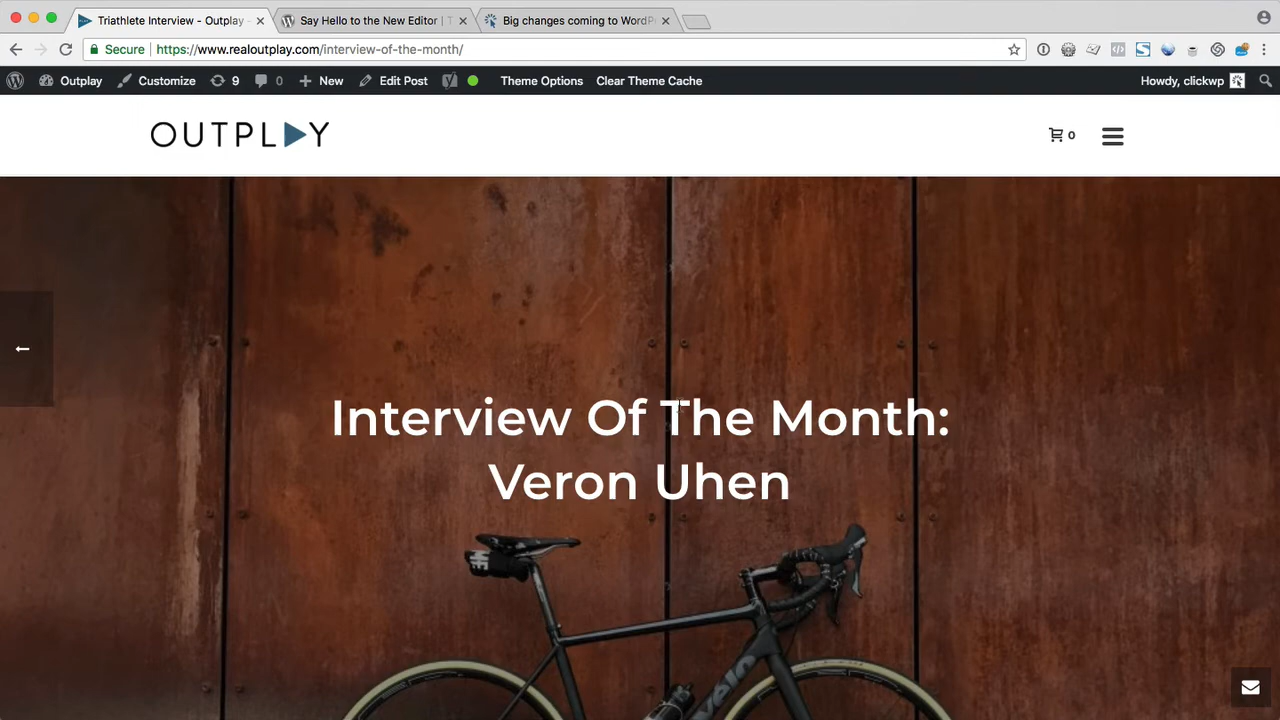 Triathlete Interview - Outplay -
Say Hello to the New Editor | T
Big changes coming to WordP
Secure | https://www.realoutplay.com/interview-of-the-month/
Outplay Customize 9 0 New Edit Post Theme Options Clear Theme Cache Howdy, clickwp
OUTPLAY
0
Interview Of The Month:
Veron Uhen